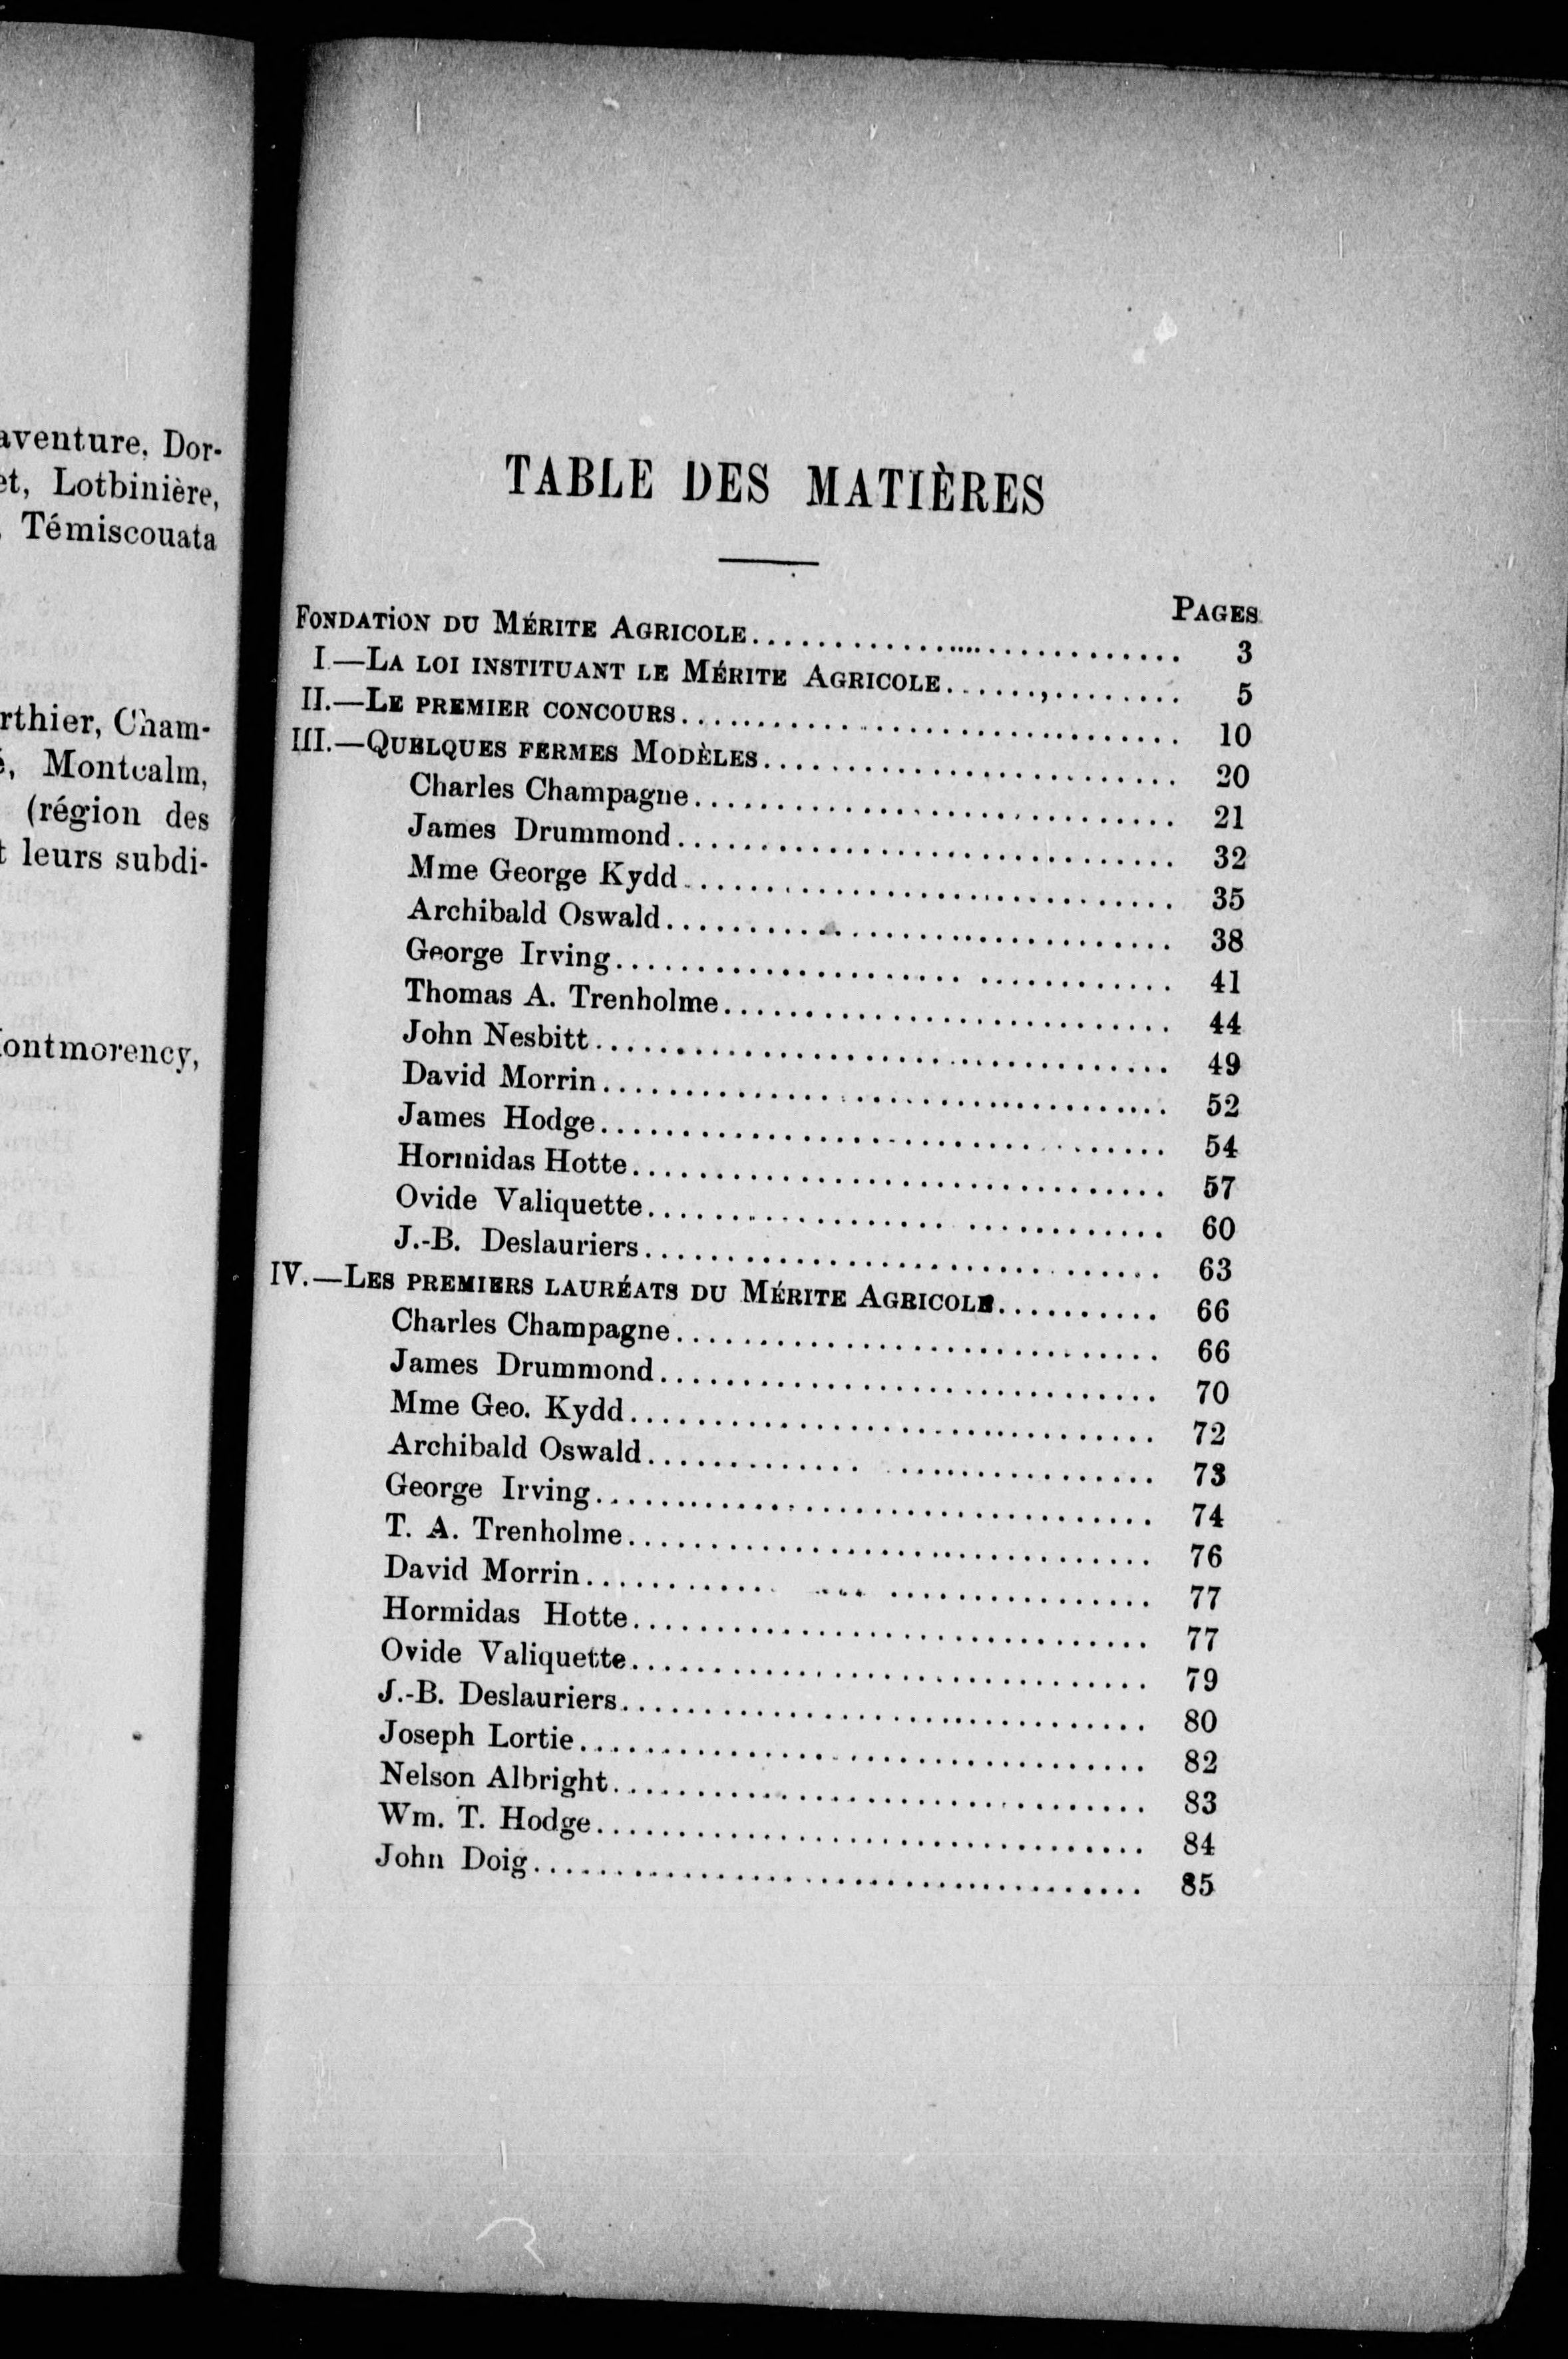 aventure, Dor-
et, Lotbinière,
Témiscouata
rthier, Cham-
Montcalm,
(région des
leurs subdi-
ontmorency,
TABLE DES MATIÈRES
PAGES
FONDATION DU MÉRITE AGRICOLE.......................... 3
I.—LA LOI INSTITUANT LE MÉRITE AGRICOLE......,........ 5
II.—LE PREMIER CONCOURS.............................. 10
III.—QUELQUES FERMES MODÈLES......................... 20
Charles Champagne............................. 21
James Drummond.............................. 32
Mme George Kydd.............................. 35
Archibald Oswald............................... 38
George Irving.................................. 41
Thomas A. Trenholme........................... 44
John Nesbitt................................... 49
David Morrin................................... 52
James Hodge................................... 54
Hormidas Hotte................................. 57
Ovide Valiquette................................ 60
J.-B. Deslauriers................................ 63
IV.—LES PREMIERS LAURÉATS DU MÉRITE AGRICOLE.......... 66
Charles Champagne............................. 66
James Drummond.............................. 70
Mme Geo. Kydd................................ 72
Archibald Oswald............................... 73
George Irving.................................. 74
T. A. Trenholme................................ 76
David Morrin................................... 77
Hormidas Hotte................................ 77
Ovide Valiquette................................ 79
J.-B. Deslauriers................................ 80
Joseph Lortie................................... 82
Nelson Albright................................. 83
Wm. T. Hodge.................................. 84
John Doig...................................... 85